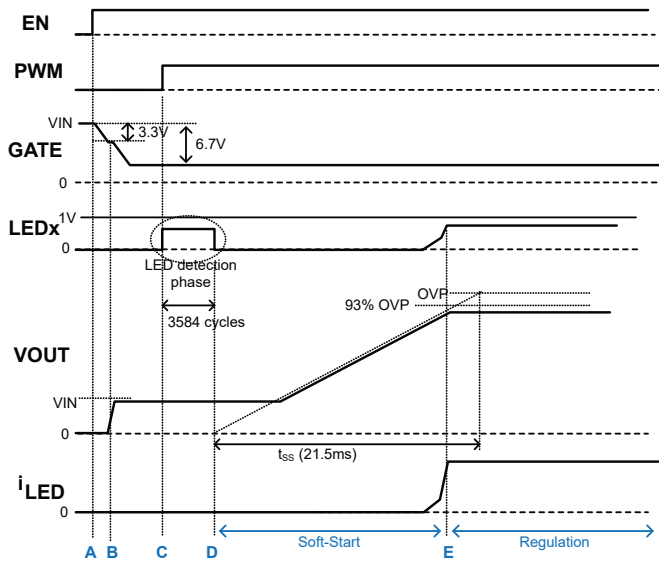 EN
PWM
VIN
3.3V
6.7V
GATE
0
1V
LEDx
0
LED detection
phase
3584 cycles
OVP
93% OVP
VOUT
VIN
0
tSS (21.5ms)
iLED
0
A B C D Soft-Start E Regulation